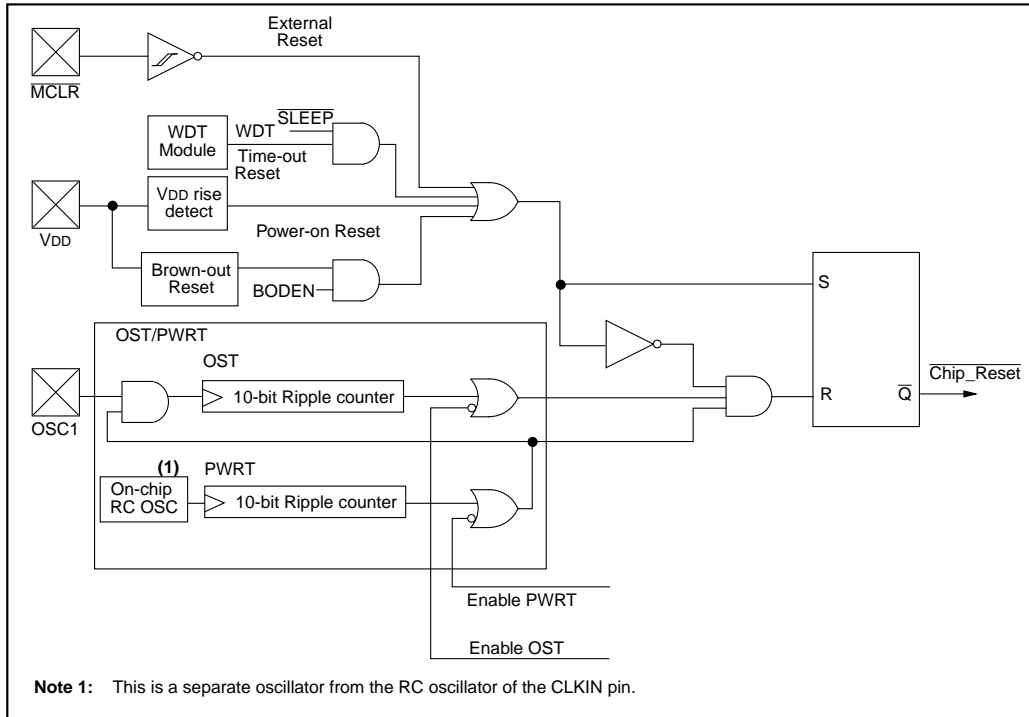 External
Reset
MCLR
SLEEP
WDT
Module
WDT
Time-out
Reset
VDD rise
detect
VDD
Power-on Reset
Brown-out
Reset
BODEN
S
OST/PWRT
OST
10-bit Ripple counter
OSC1
Chip_Reset
R
Q
(1)
PWRT
On-chip
RC OSC
10-bit Ripple counter
Enable PWRT
Enable OST
Note 1: This is a separate oscillator from the RC oscillator of the CLKIN pin.